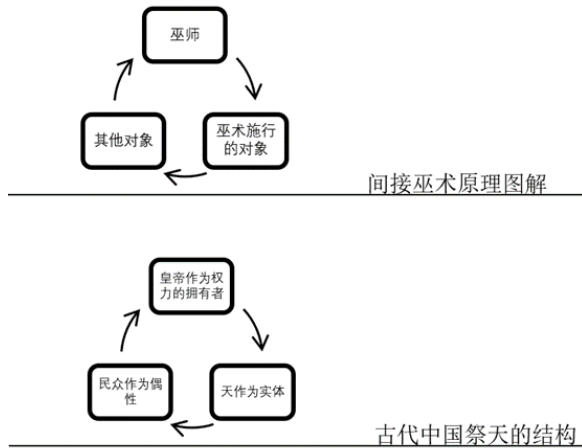 巫师
其他对象
巫术施行
的对象
间接巫术原理图解
皇帝作为权
力的拥有者
民众作为偶
性
天作为实体
古代中国祭天的结构